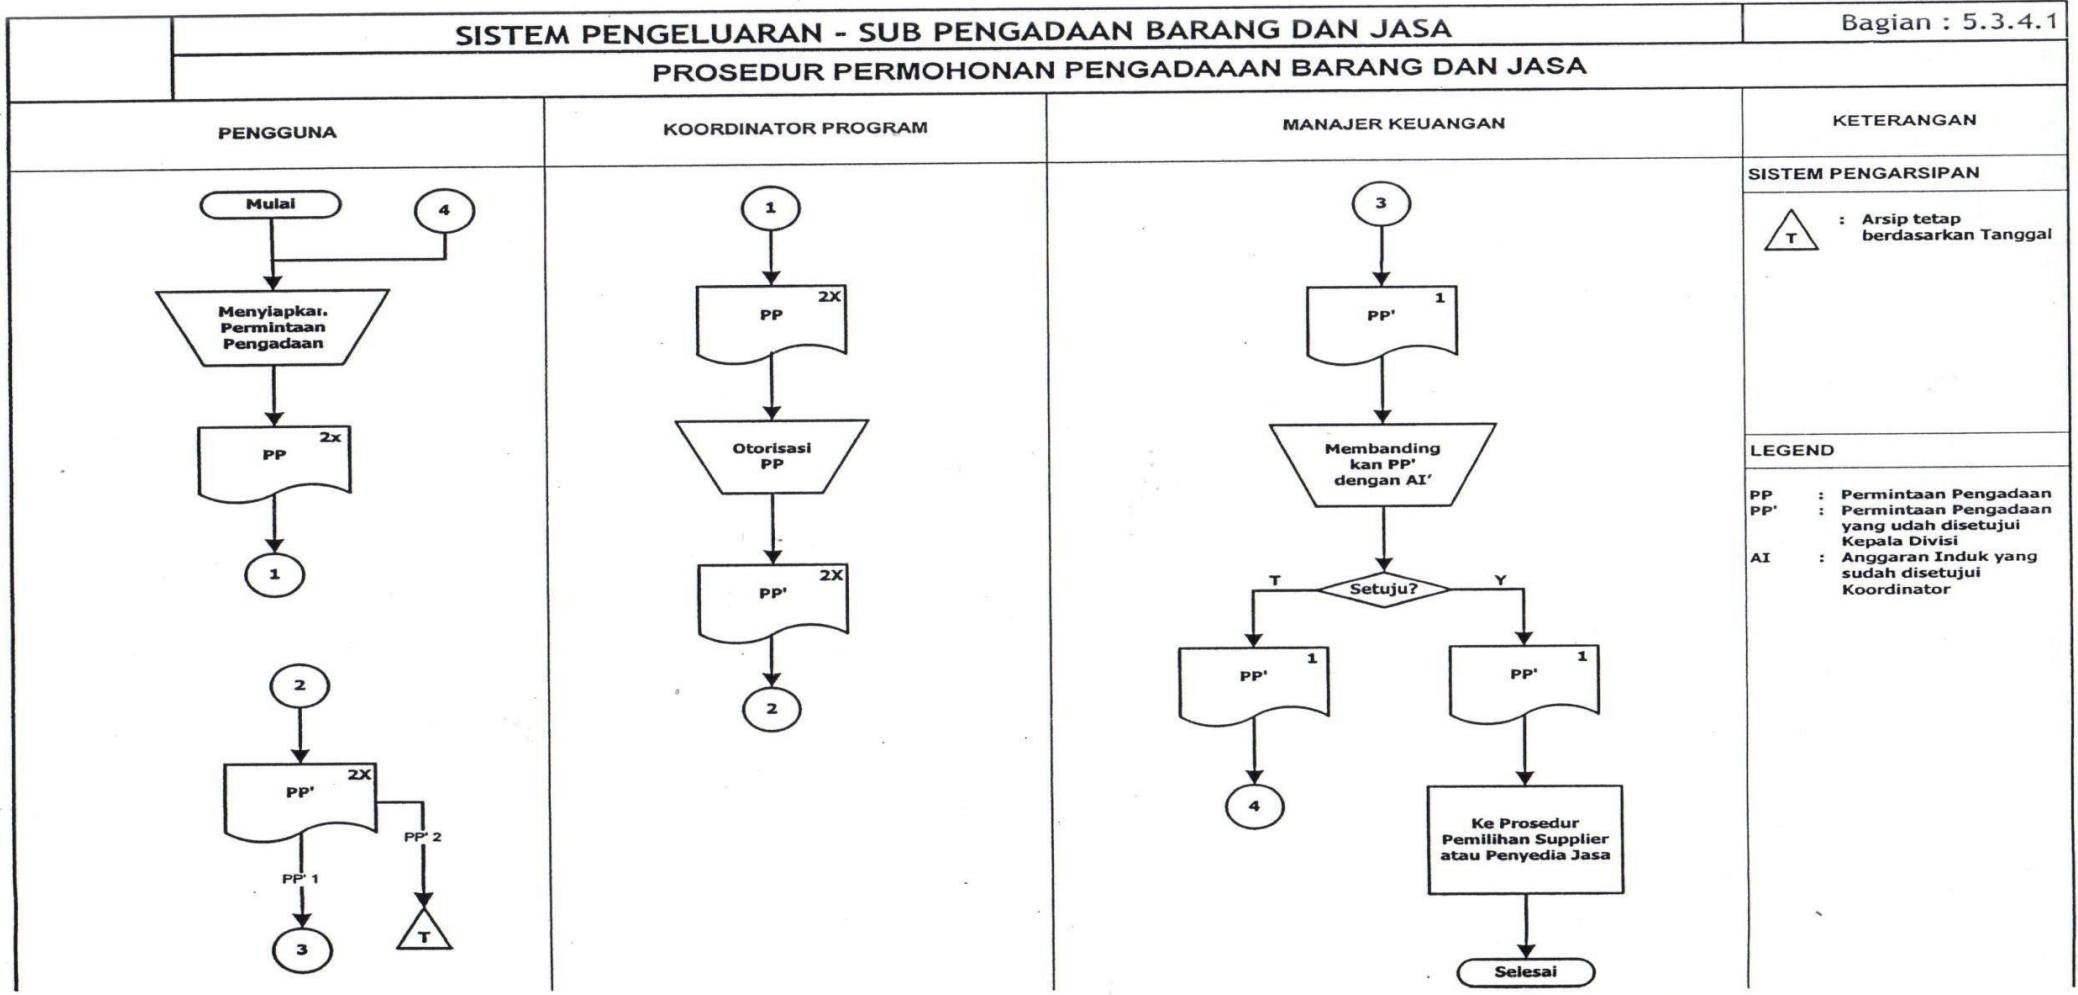 SISTEM PENGELUARAN - SUB PENGADAAN BARANG DAN JASA
Bagian : 5.3.4.1
PROSEDUR PERMOHONAN PENGADAAAN BARANG DAN JASA
PENGGUNA
KOORDINATOR PROGRAM
MANAJER KEUANGAN
KETERANGAN
Mulai
4
Menyiapkar.
Permintaan
Pengadaan
2x
PP
1
2
2X
PP'
PP' 2
PP' 1
3
T
1
2X
PP
Otorisasi
PP
2X
PP'
2
3
1
PP'
Membanding
kan PP'
dengan AI'
Setuju?
T
Y
1
PP'
4
1
PP'
Ke Prosedur
Pemilihan Supplier
atau Penyedia Jasa
Selesai
SISTEM PENGARSIPAN
T
: Arsip tetap
berdasarkan Tanggal
LEGEND
PP : Permintaan Pengadaan
PP' : Permintaan Pengadaan
yang udah disetujui
Kepala Divisi
AI : Anggaran Induk yang
sudah disetujui
Koordinator